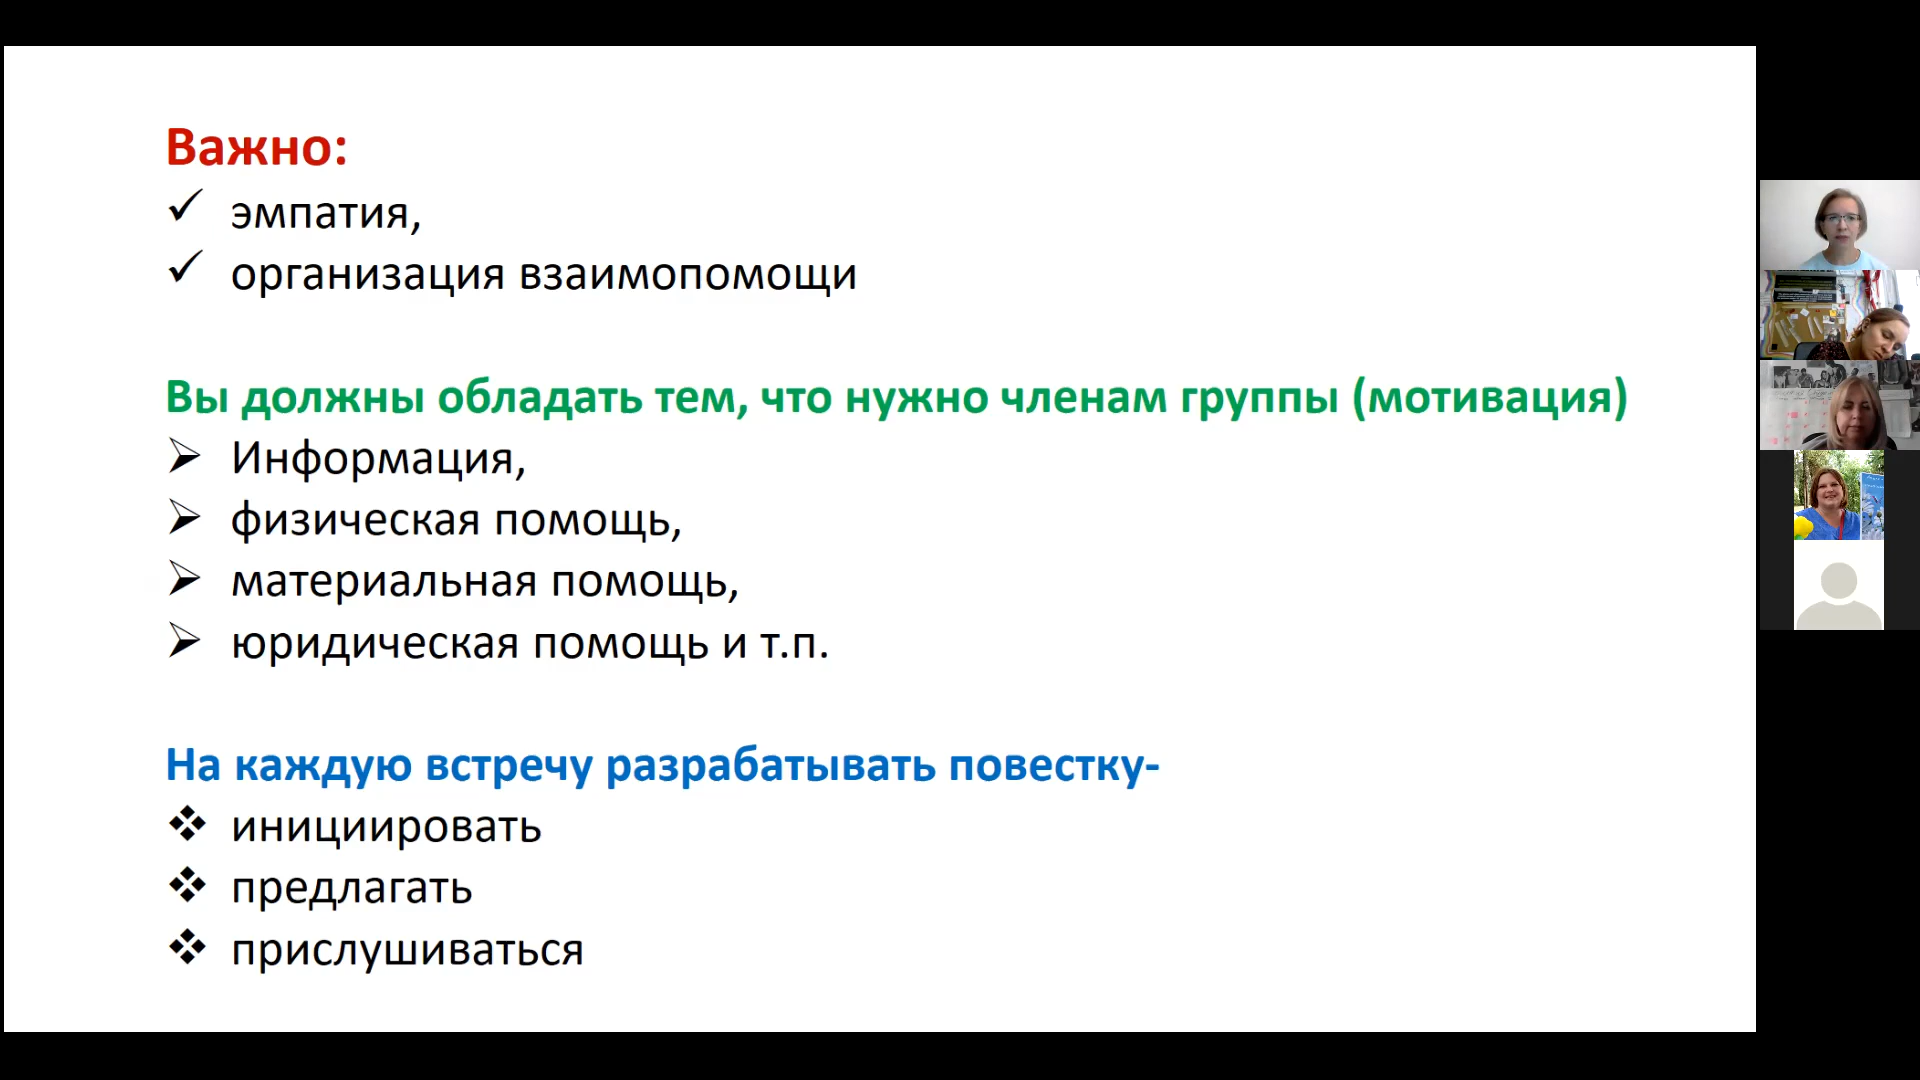 Важно:
эмпатия,
организация взаимопомощи
Вы должны обладать тем, что нужно членам группы (мотивация)
Информация,
физическая помощь,
материальная помощь,
юридическая помощь и т.п.
На каждую встречу разрабатывать повестку-
инициировать
предлагать
прислушиваться